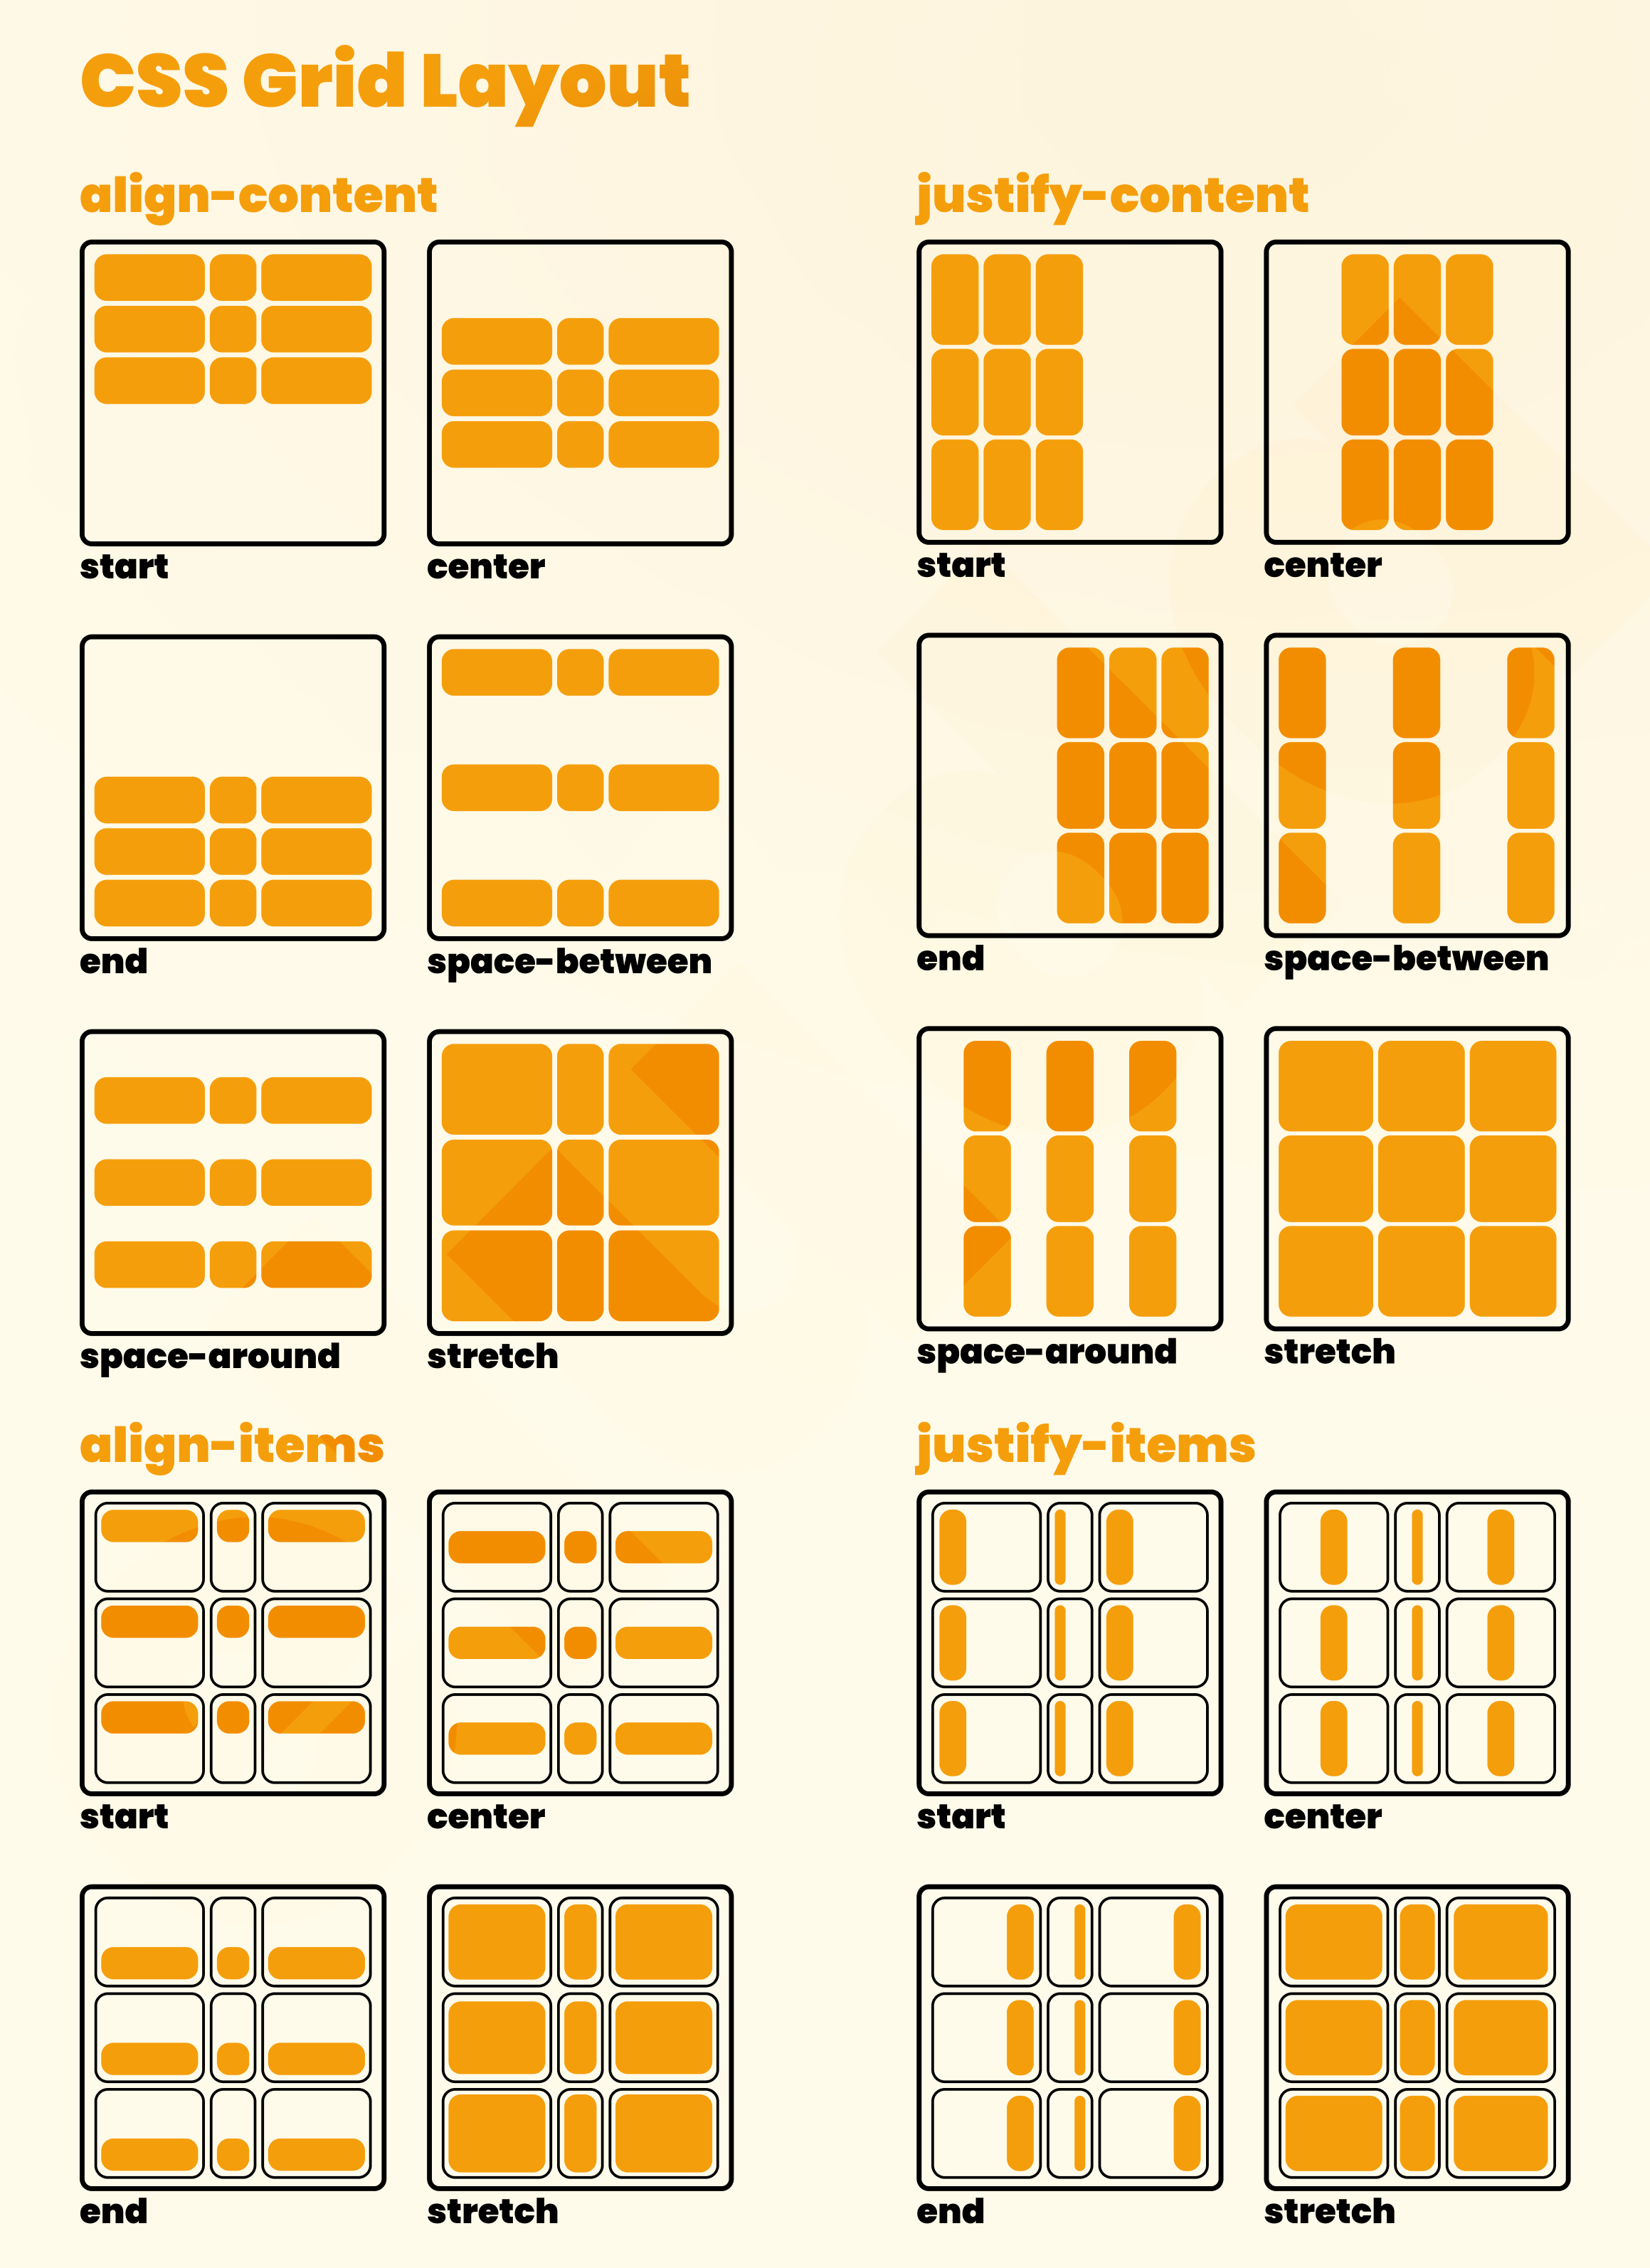 CSS Grid Layout
align-content
start
center
end
space-between
space-around
stretch
justify-content
start
center
end
space-between
space-around
stretch
align-items
start
center
end
stretch
justify-items
start
center
end
stretch